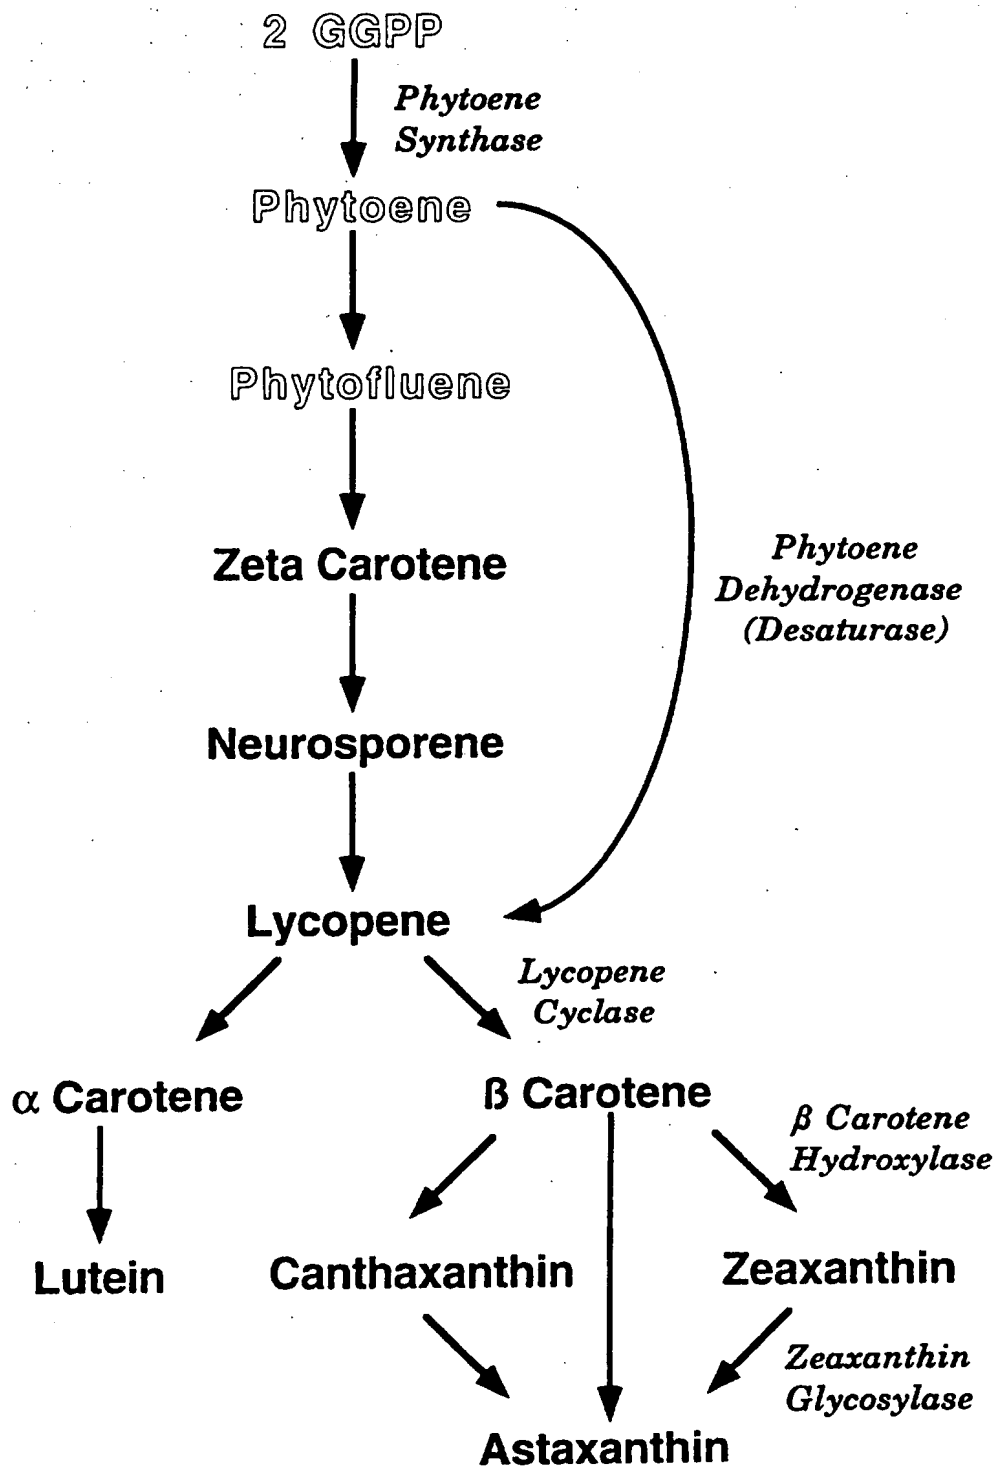 2 GGPP
Phytoene
Synthase
Phytoene
Phytofluene
Zeta Carotene
Phytoene
Dehydrogenase
(Desaturase)
Neurosporene
Lycopene
Lycopene
Cyclase
α Carotene
ß Carotene
β Carotene
Hydroxylase
Lutein
Canthaxanthin
Zeaxanthin
Zeaxanthin
Glycosylase
Astaxanthin